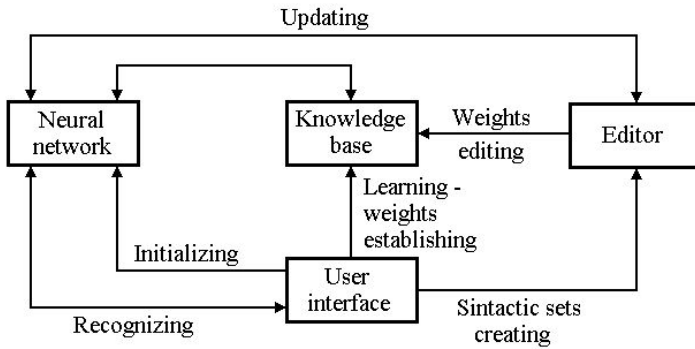 Updating
Neural
network
Knowledge
base
Weights
editing
Editor
Learning -
weights
establishing
Initializing
User
interface
Recognizing
Sintactic sets
creating